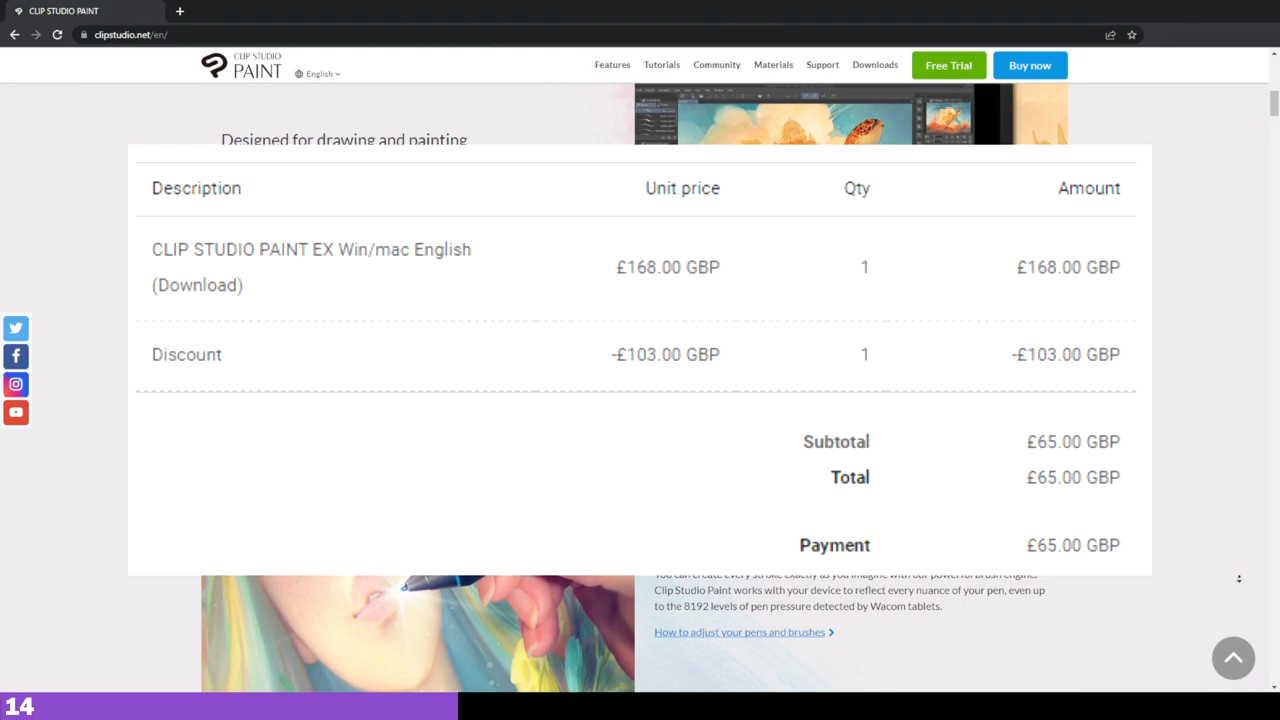 CLIP STUDIO PAINT
clipstudio.net/en/
CLIP STUDIO
PAINT
English
Features
Tutorials
Community
Materials
Support
Downloads
Free Trial
Buy now
Designed for drawing and painting
Description
Unit price
Qty
Amount
CLIP STUDIO PAINT EX Win/mac English
(Download)
£168.00 GBP
1
£168.00 GBP
Discount
-£103.00 GBP
1
-£103.00 GBP
Subtotal
£65.00 GBP
Total
£65.00 GBP
Payment
£65.00 GBP
You can create every stroke exactly as you imagine with our powerful brush engine.
Clip Studio Paint works with your device to reflect every nuance of your pen, even up
to the 8192 levels of pen pressure detected by Wacom tablets.
How to adjust your pens and brushes
14